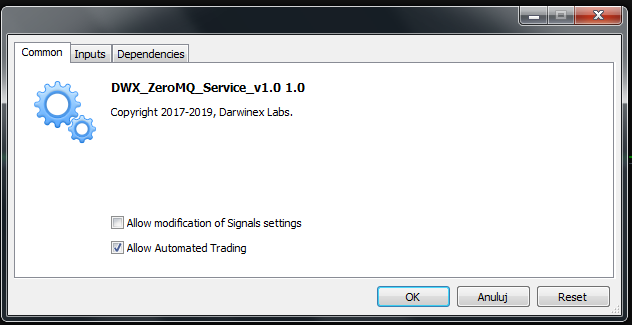 Common Inputs Dependencies
DWX_ZeroMQ_Service_v1.0 1.0
Copyright 2017-2019, Darwinex Labs.
Allow modification of Signals settings
Allow Automated Trading
OK Anuluj Reset